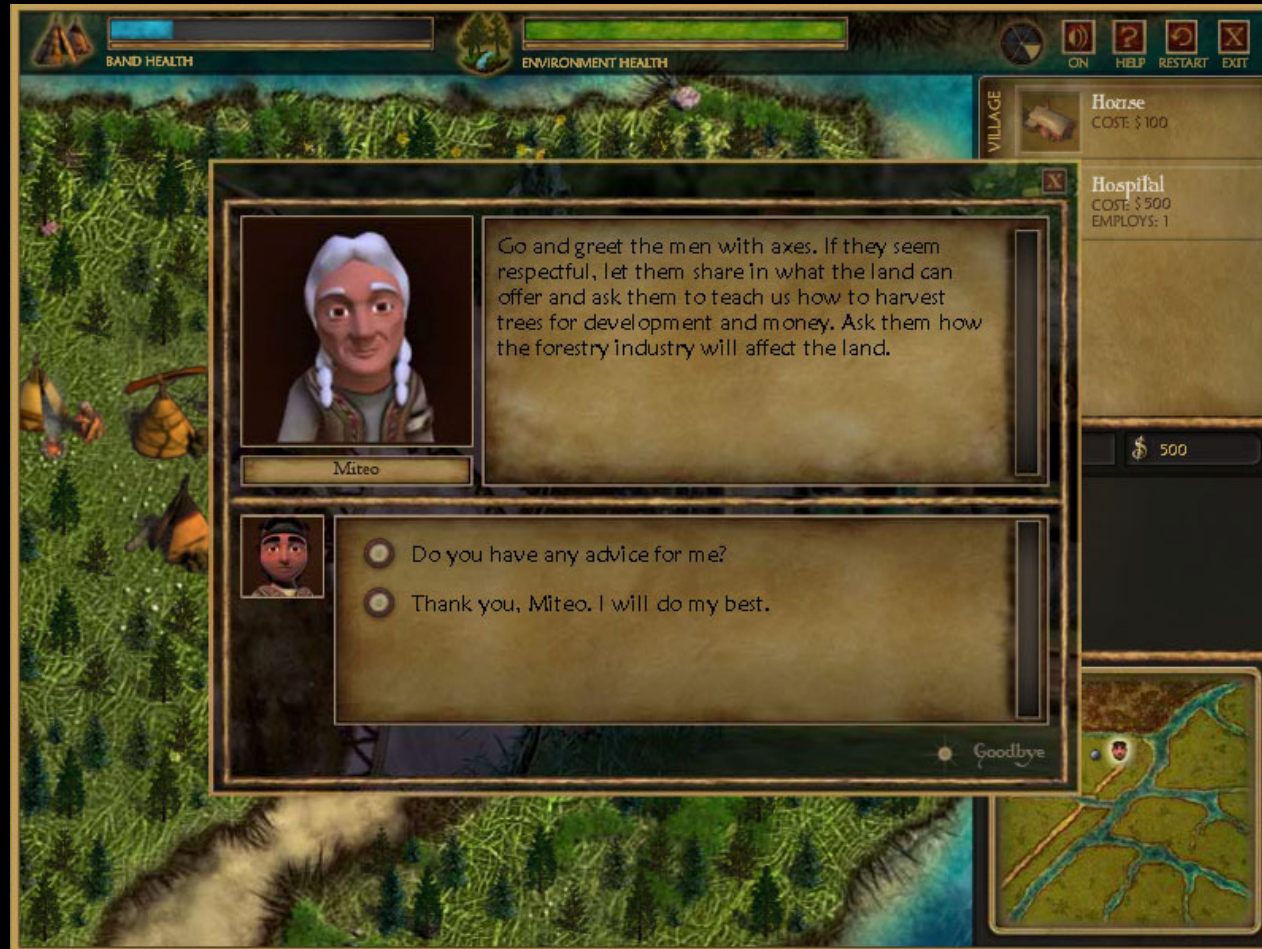 BAND HEALTH
ENVIRONMENT HEALTH
ON
HELP
RESTART
EXIT
VILLAGE
House
COST: $100
Hospital
COST: $500
EMPLOYS: 1
X
Go and greet the men with axes. If they seem
respectful, let them share in what the land can
offer and ask them to teach us how to harvest
trees for development and money. Ask them how
the forestry industry will affect the land.
Miteo
$ 500
Do you have any advice for me?
Thank you, Miteo. I will do my best.
Goodbye